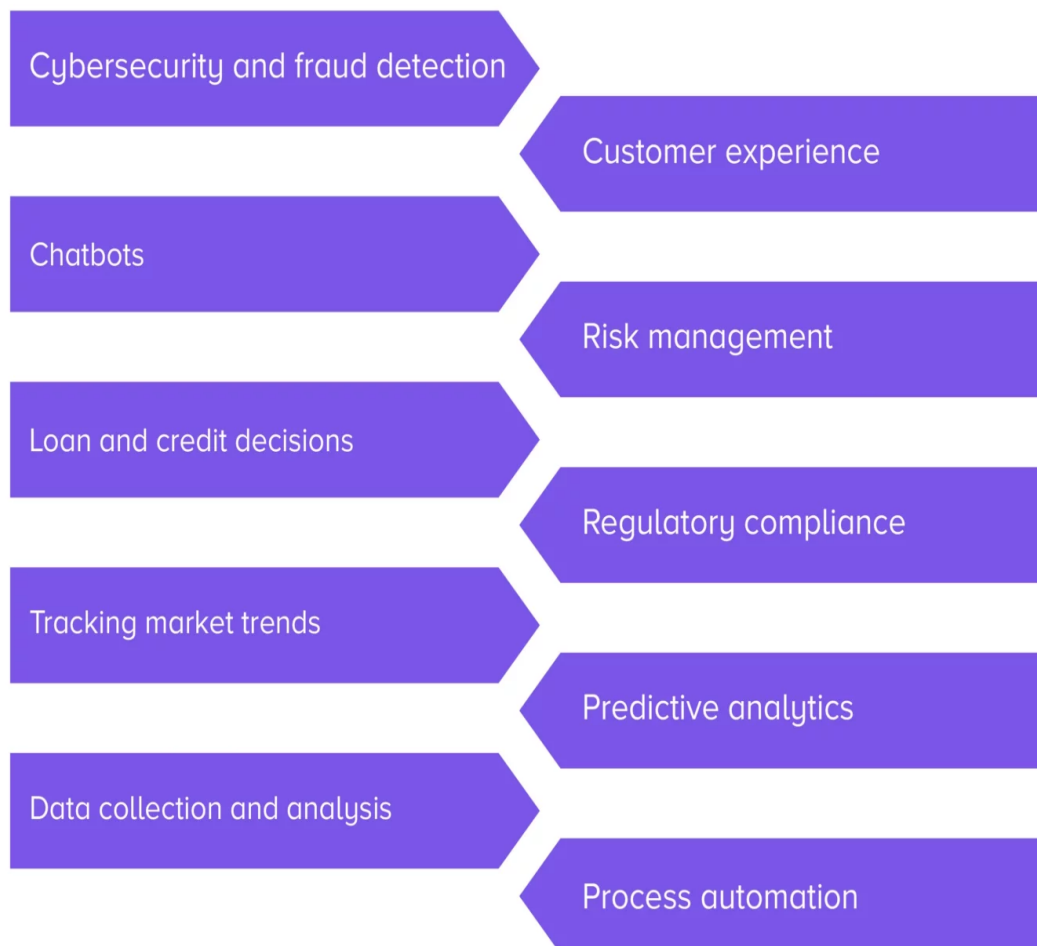 Cybersecurity and fraud detection
Customer experience
Chatbots
Risk management
Loan and credit decisions
Regulatory compliance
Tracking market trends
Predictive analytics
Data collection and analysis
Process automation